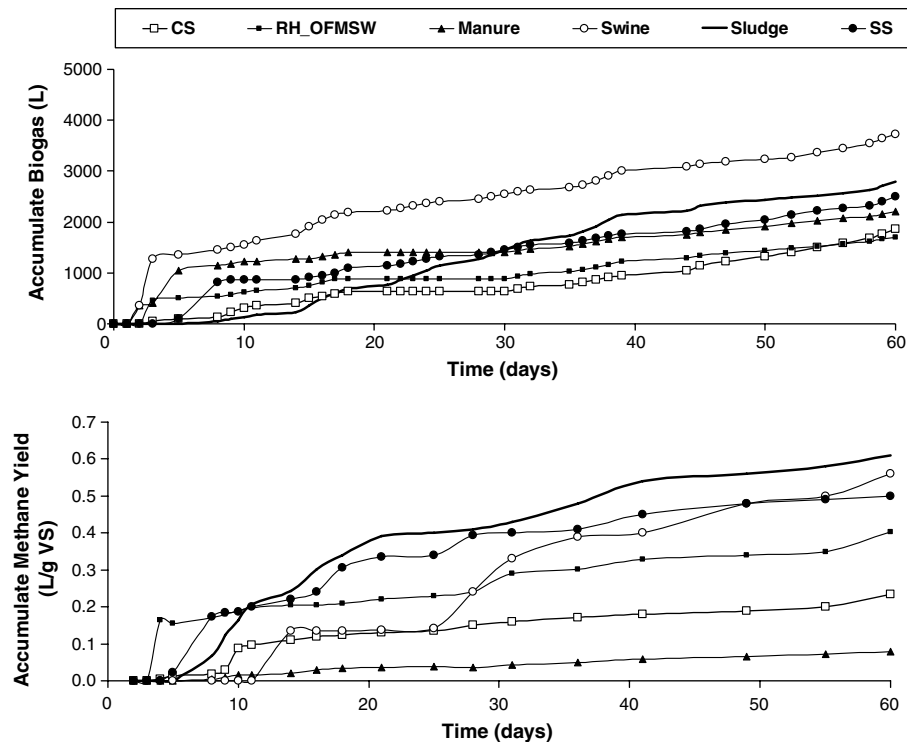 CS RH_OFMSW Manure Swine Sludge SS
5000
4000
3000
2000
1000
0
Accumulate Biogas (L)
0 10 20 30 40 50 60
Time (days)
0.7
0.6
0.5
0.4
0.3
0.2
0.1
0.0
Accumulate Methane Yield
(L/g VS)
0 10 20 30 40 50 60
Time (days)